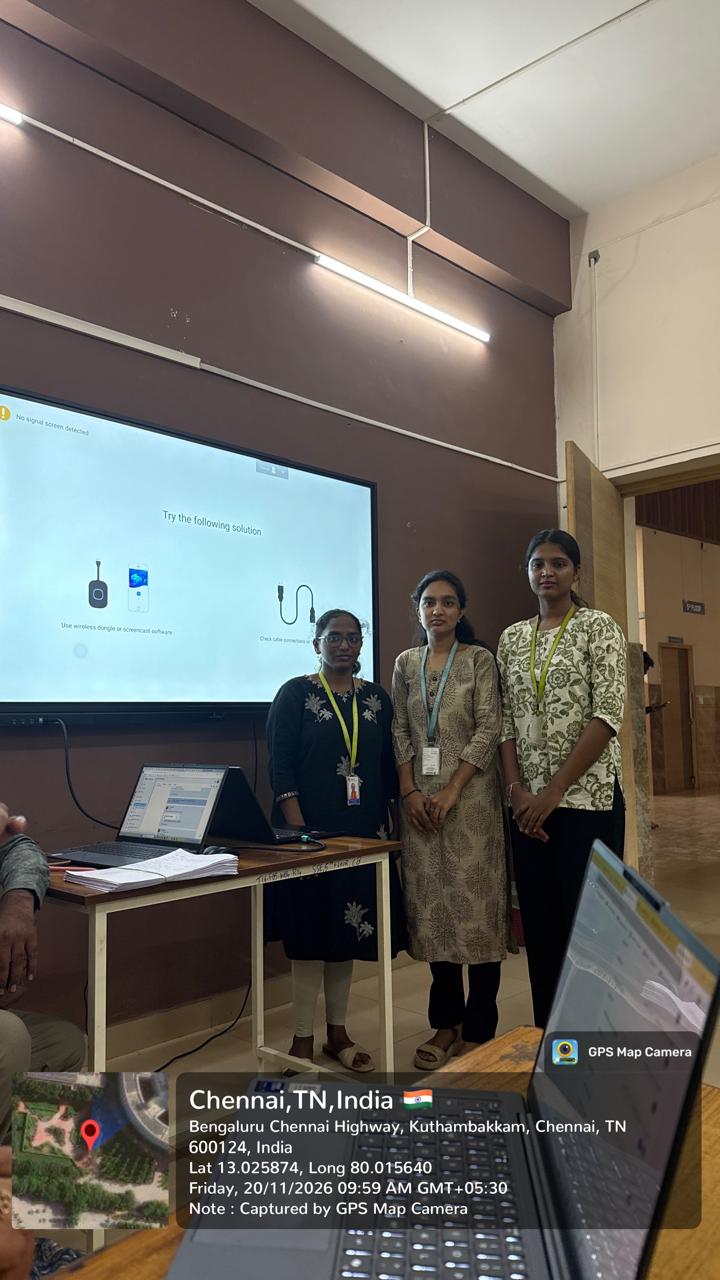 No signal screen detected
Try the following solution
Use wireless dongle or screencast software
Check cable connections
5th FLOOR
GPS Map Camera
Chennai,TN,India
Bengaluru Chennai Highway, Kuthambakkam, Chennai, TN
600124, India
Lat 13.025874, Long 80.015640
Friday, 20/11/2026 09:59 AM GMT+05:30
Note : Captured by GPS Map Camera